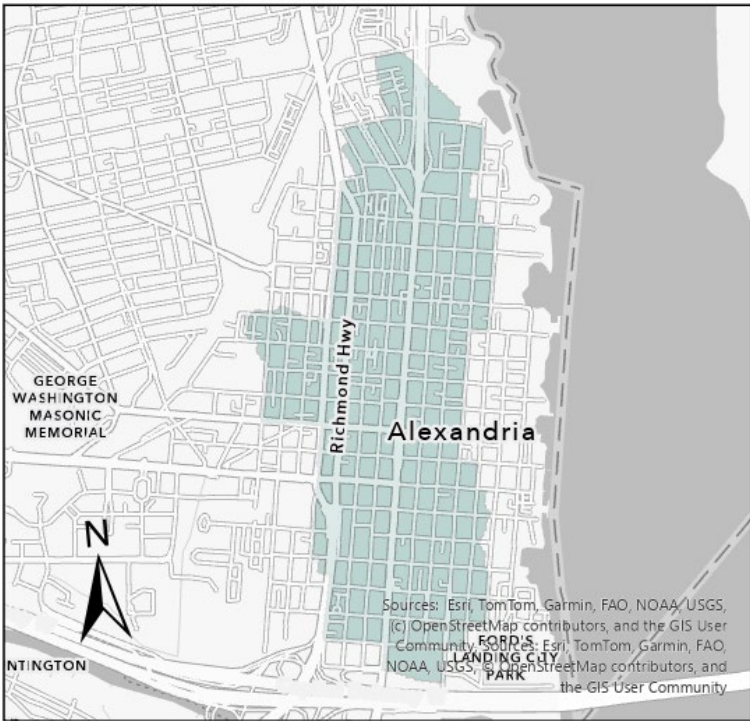 Richmond Hwy
GEORGE
WASHINGTON
MASONIC
MEMORIAL
Alexandria
N
Sources: Esri, TomTom, Garmin, FAO, NOAA, USGS,
(c) OpenStreetMap contributors, and the GIS User
Community, Sources: Esri, TomTom, Garmin, FAO,
NOAA, USGS, © OpenStreetMap contributors, and
the GIS User Community
FORD'S
LANDING CITY
PARK
NTINGTON